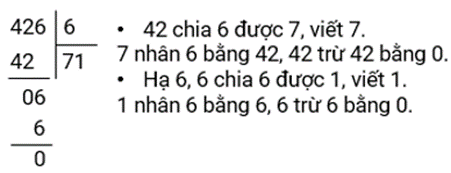 426 6
42 71
06
6
0
• 42 chia 6 được 7, viết 7.
7 nhân 6 bằng 42, 42 trừ 42 bằng 0.
• Hạ 6, 6 chia 6 được 1, viết 1.
1 nhân 6 bằng 6, 6 trừ 6 bằng 0.